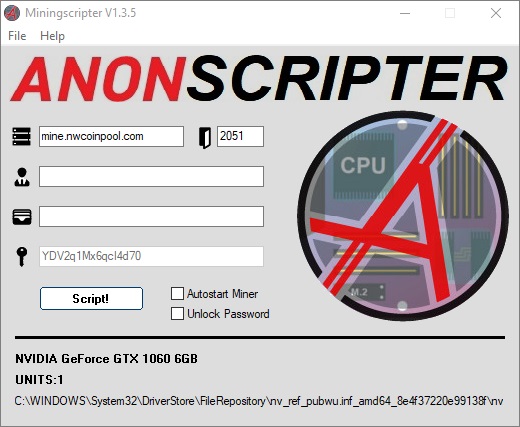 Miningscripter V1.3.5
File Help
ANONSCRIPTER
mine.nwcoinpool.com 2051
CPU
YDV2q1Mx6qcl4d70
M.2
Script!
Autostart Miner
Unlock Password
NVIDIA GeForce GTX 1060 6GB
UNITS:1
C:\WINDOWS\System32\DriverStore\FileRepository\nv_ref_pubwu.inf_amd64_8e4f37220e99138f\nv